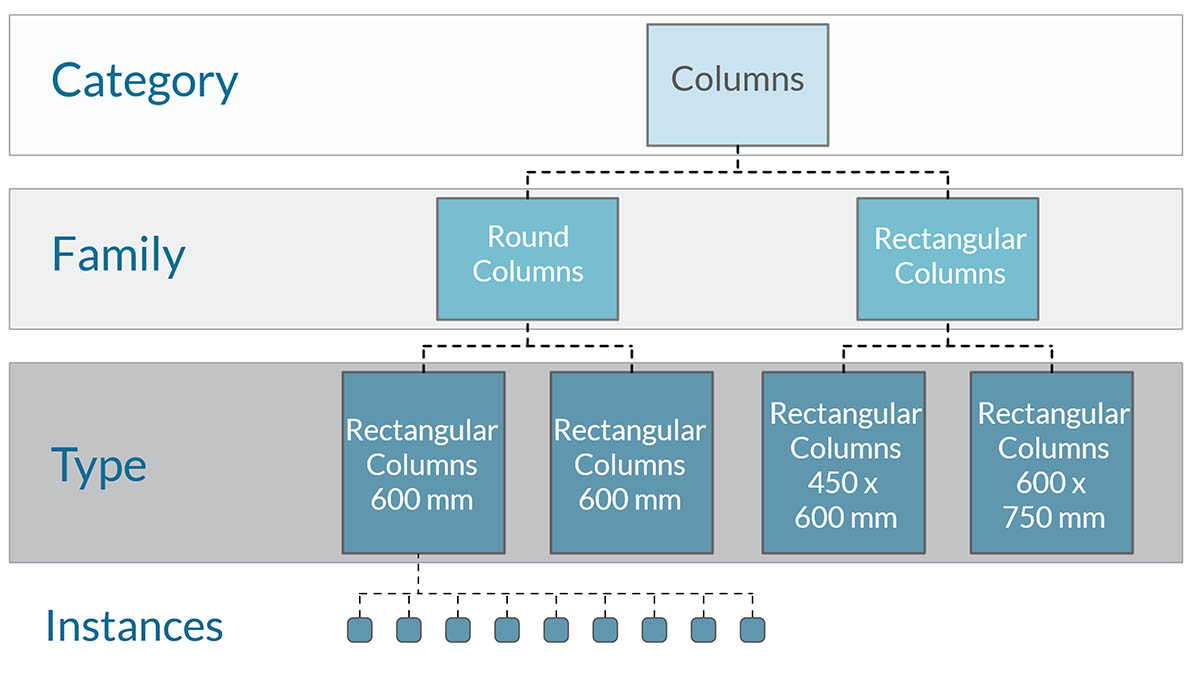 Category
Columns
Family
Round
Columns
Rectangular
Columns
Type
Rectangular
Columns
600 mm
Rectangular
Columns
600 mm
Rectangular
Columns
450 x
600 mm
Rectangular
Columns
600 x
750 mm
Instances